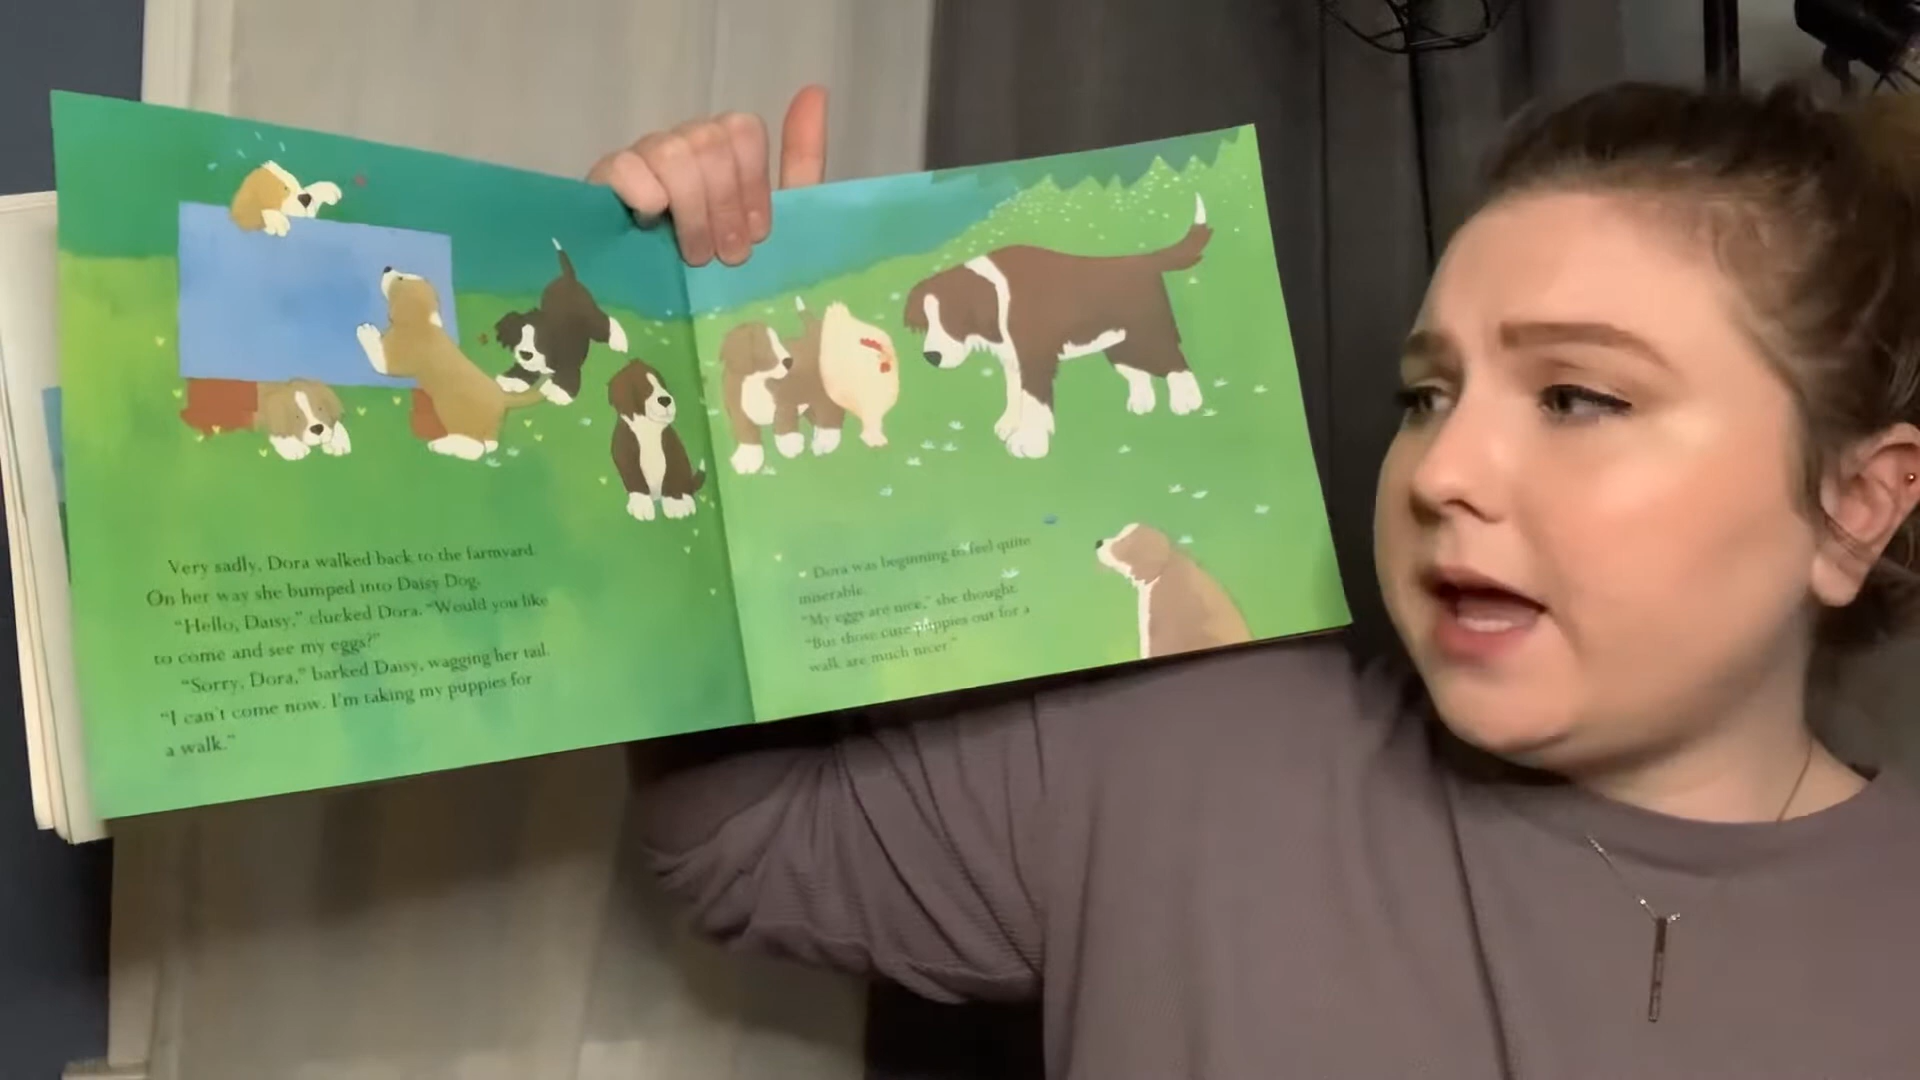 Very sadly, Dora walked back to the farmyard.
On her way she bumped into Daisy Dog.
"Hello, Daisy," clucked Dora. "Would you like
to come and see my eggs?"
"Sorry, Dora," barked Daisy, wagging her tail.
"I can't come now. I'm taking my puppies for
a walk."
Dora was beginning to feel quite
miserable.
"My eggs are nice," she thought.
"But those cute puppies out for a
walk are much nicer."